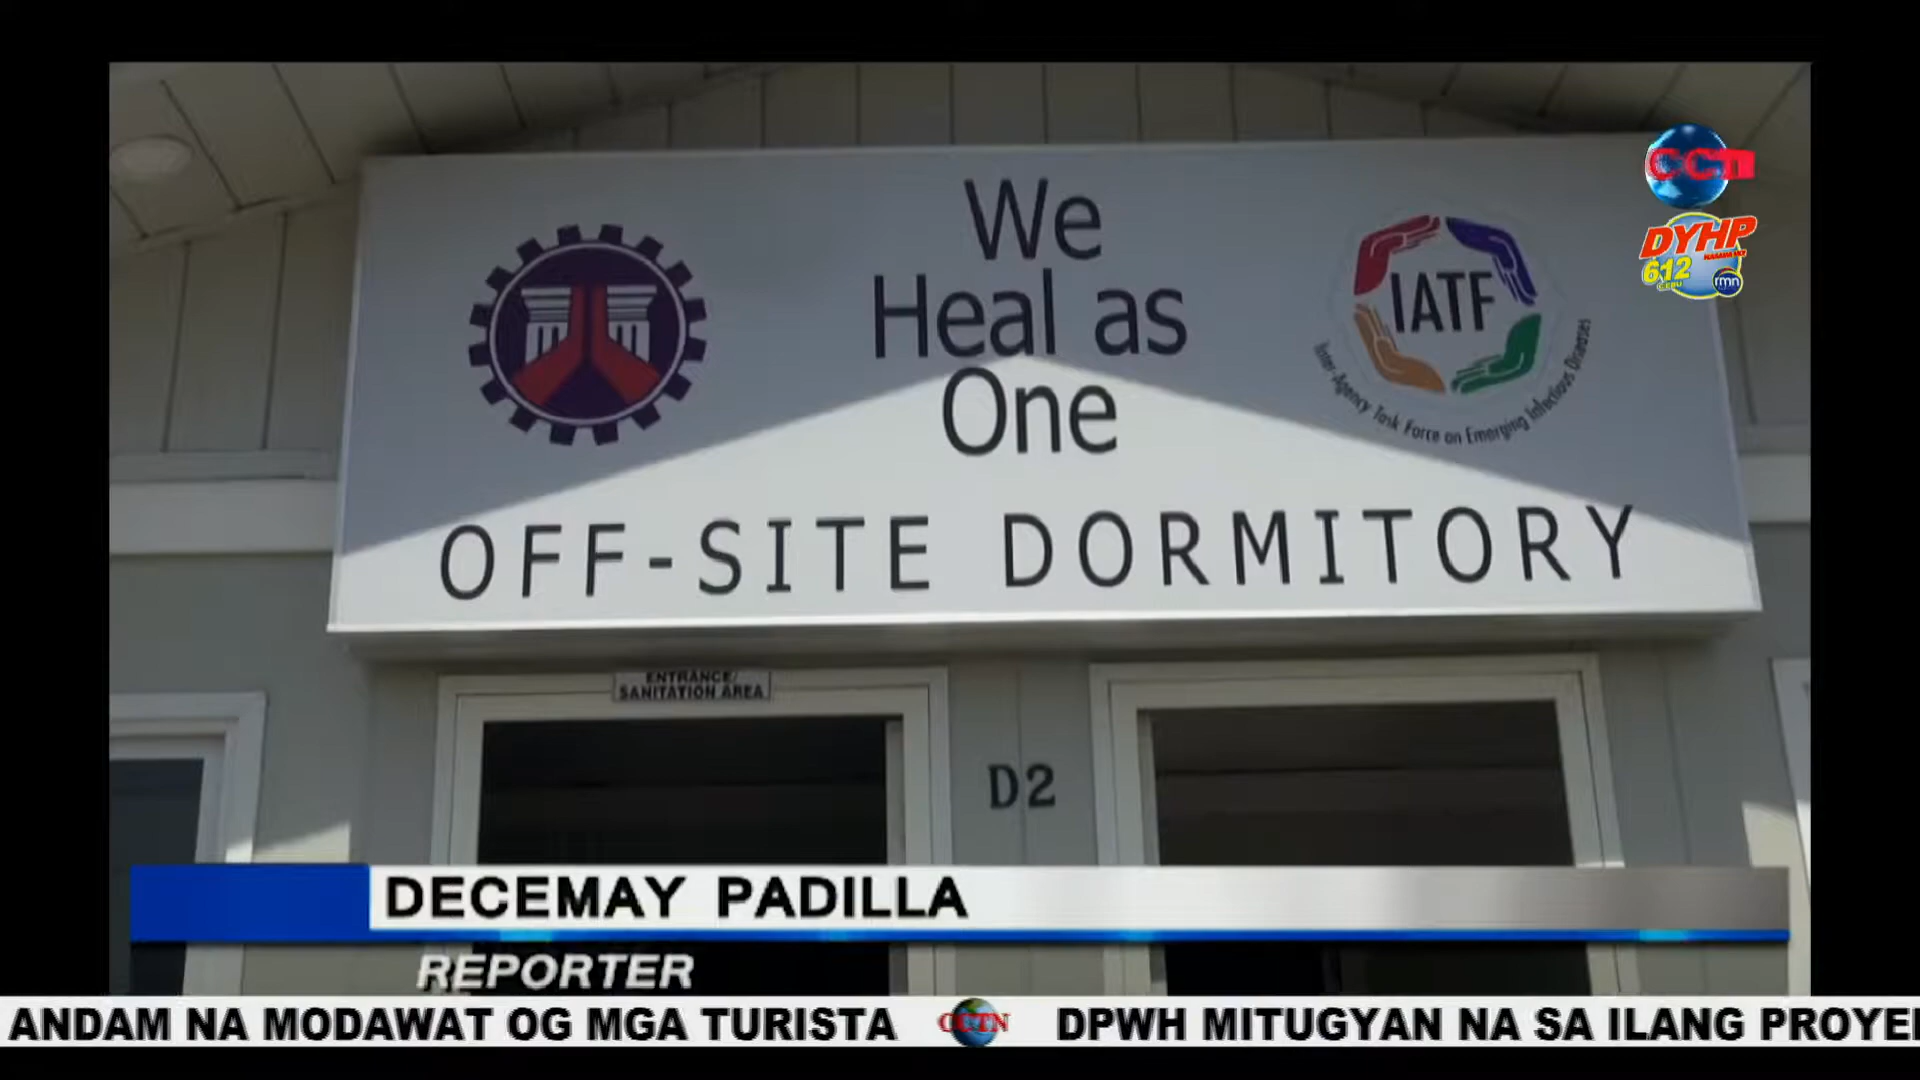 We
Heal as
One
IATF
Inter-Agency Task Force on Emerging Infectious Diseases
OFF-SITE DORMITORY
ENTRANCE/
SANITATION AREA
D2
DYHP
612
CEBU
rmn
DECEMAY PADILLA
REPORTER
ANDAM NA MODAWAT OG MGA TURISTA CCTN DPWH MITUGYAN NA SA ILANG PROYE